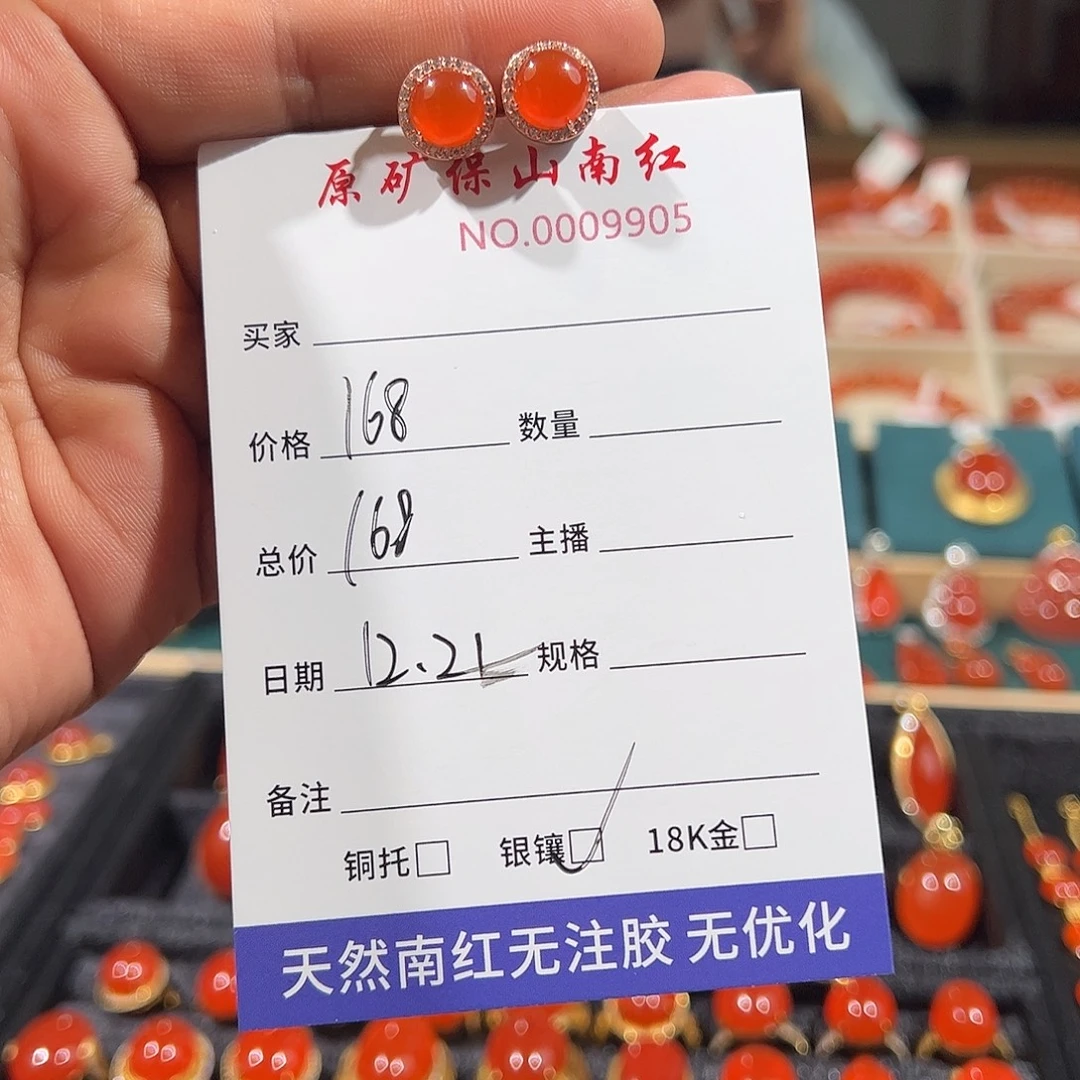 原矿保山南红
NO.0009905
买家
价格 168 数量
总价 168 主播
日期 12.21 规格
备注
铜托□ 银镶☑ 18K金□
天然南红无注胶 无优化